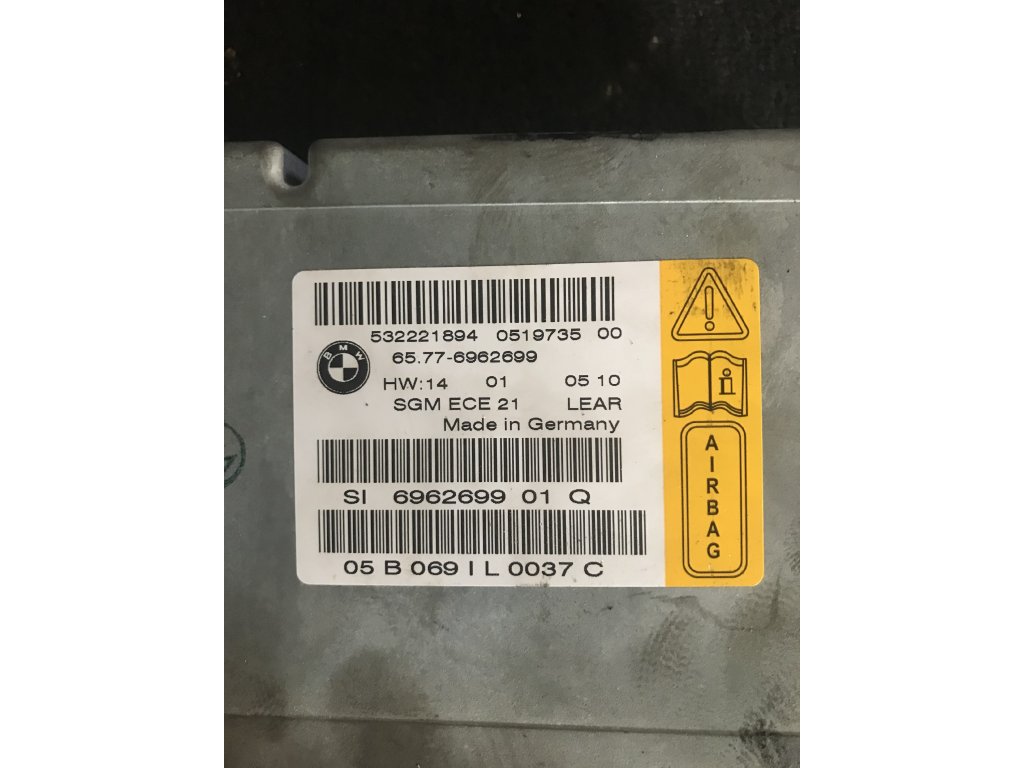 532221894 0519735 00
BMW
65.77-6962699
HW:14 01 05 10
SGM ECE 21 LEAR
Made in Germany
SI 6962699 01 Q
05 B 069 I L 0037 C
!
i
AIRBAG